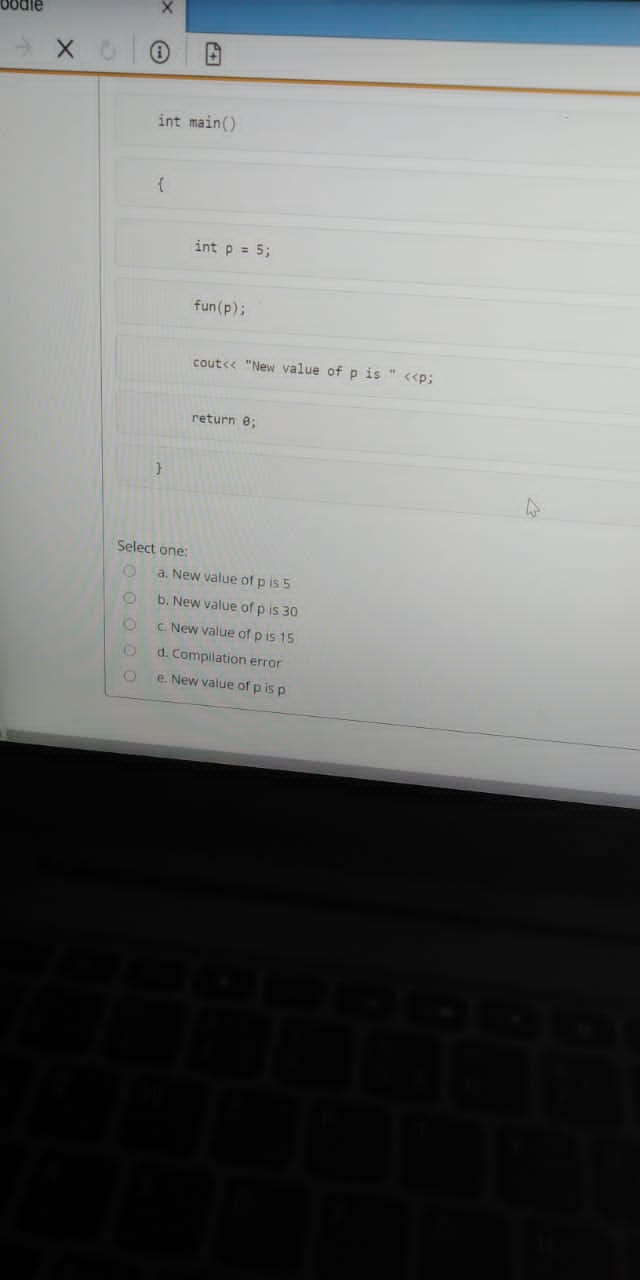 int main()
{
int p = 5;
fun(p);
cout<< "New value of p is " <<p;
return 0;
}
Select one:
a. New value of p is 5
b. New value of p is 30
c. New value of p is 15
d. Compilation error
e. New value of p is p